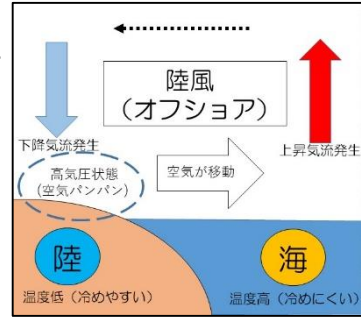 陸風
(オフショア)
下降気流発生
上昇気流発生
高気圧状態
(空気パンパン)
空気が移動
陸
海
温度低(冷めやすい)
温度高(冷めにくい)